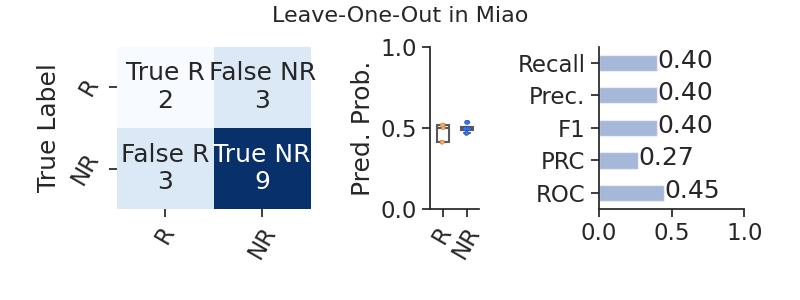 Leave-One-Out in Miao
True Label
R
NR
True R
2
False NR
3
False R
3
True NR
9
R
NR
Pred. Prob.
1.0
0.5
0.0
R
NR
Recall
0.40
Prec.
0.40
F1
0.40
PRC
0.27
ROC
0.45
0.0
0.5
1.0